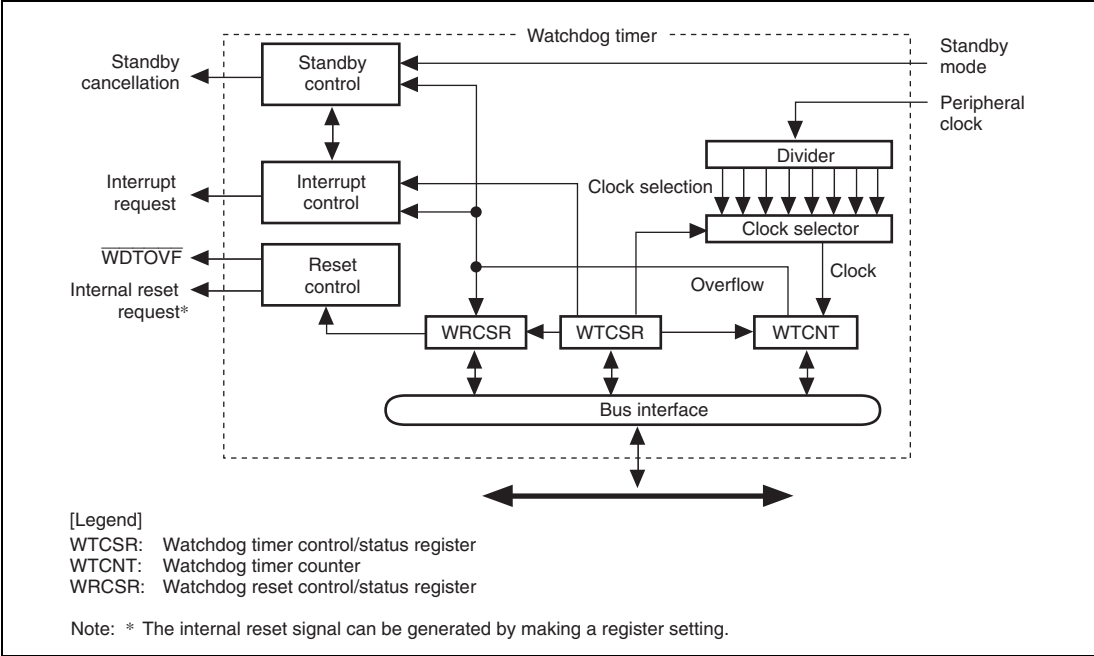 Watchdog timer
Standby
cancellation
Standby
control
Standby
mode
Peripheral
clock
Divider
Interrupt
request
Interrupt
control
Clock selection
Clock selector
WDTOVF
Internal reset
request*
Reset
control
Overflow
Clock
WRCSR
WTCSR
WTCNT
Bus interface
[Legend]
WTCSR: Watchdog timer control/status register
WTCNT: Watchdog timer counter
WRCSR: Watchdog reset control/status register
Note: * The internal reset signal can be generated by making a register setting.